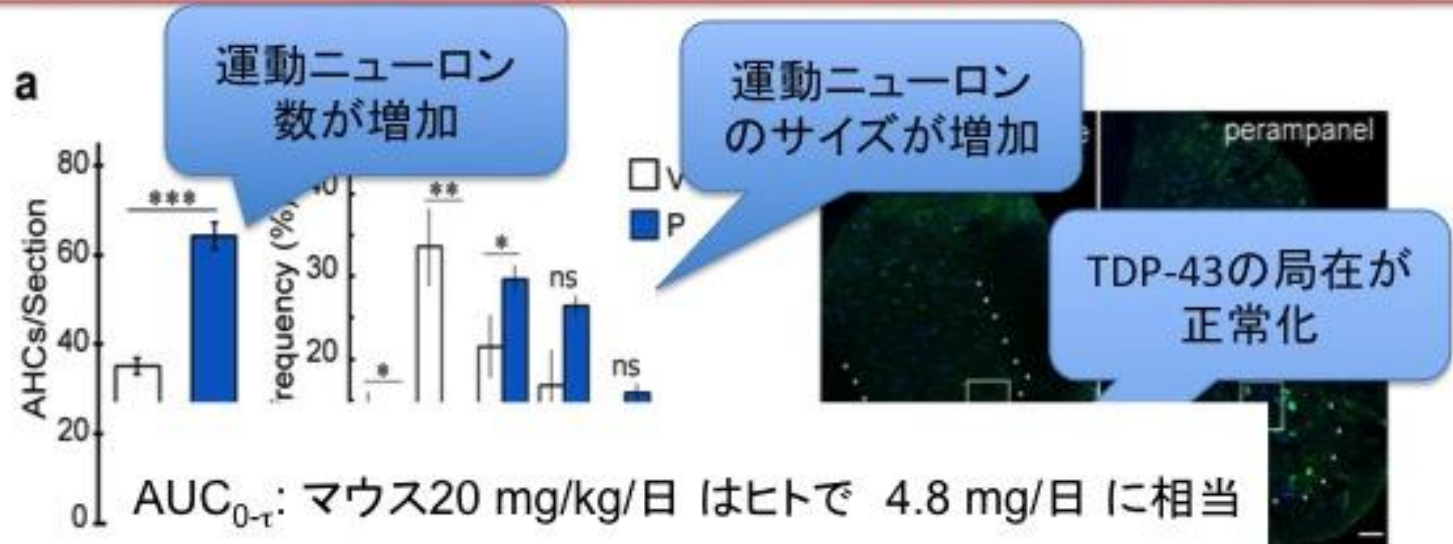 a
運動ニューロン
数が増加
運動ニューロン
のサイズが増加
perampanel
TDP-43の局在が
正常化
AHCs/Section
80
60
40
20
0
***
requency (%)
40
30
20
*
**
*
ns
ns
V
P
e
AUC0-τ: マウス20 mg/kg/日 はヒトで 4.8 mg/日 に相当